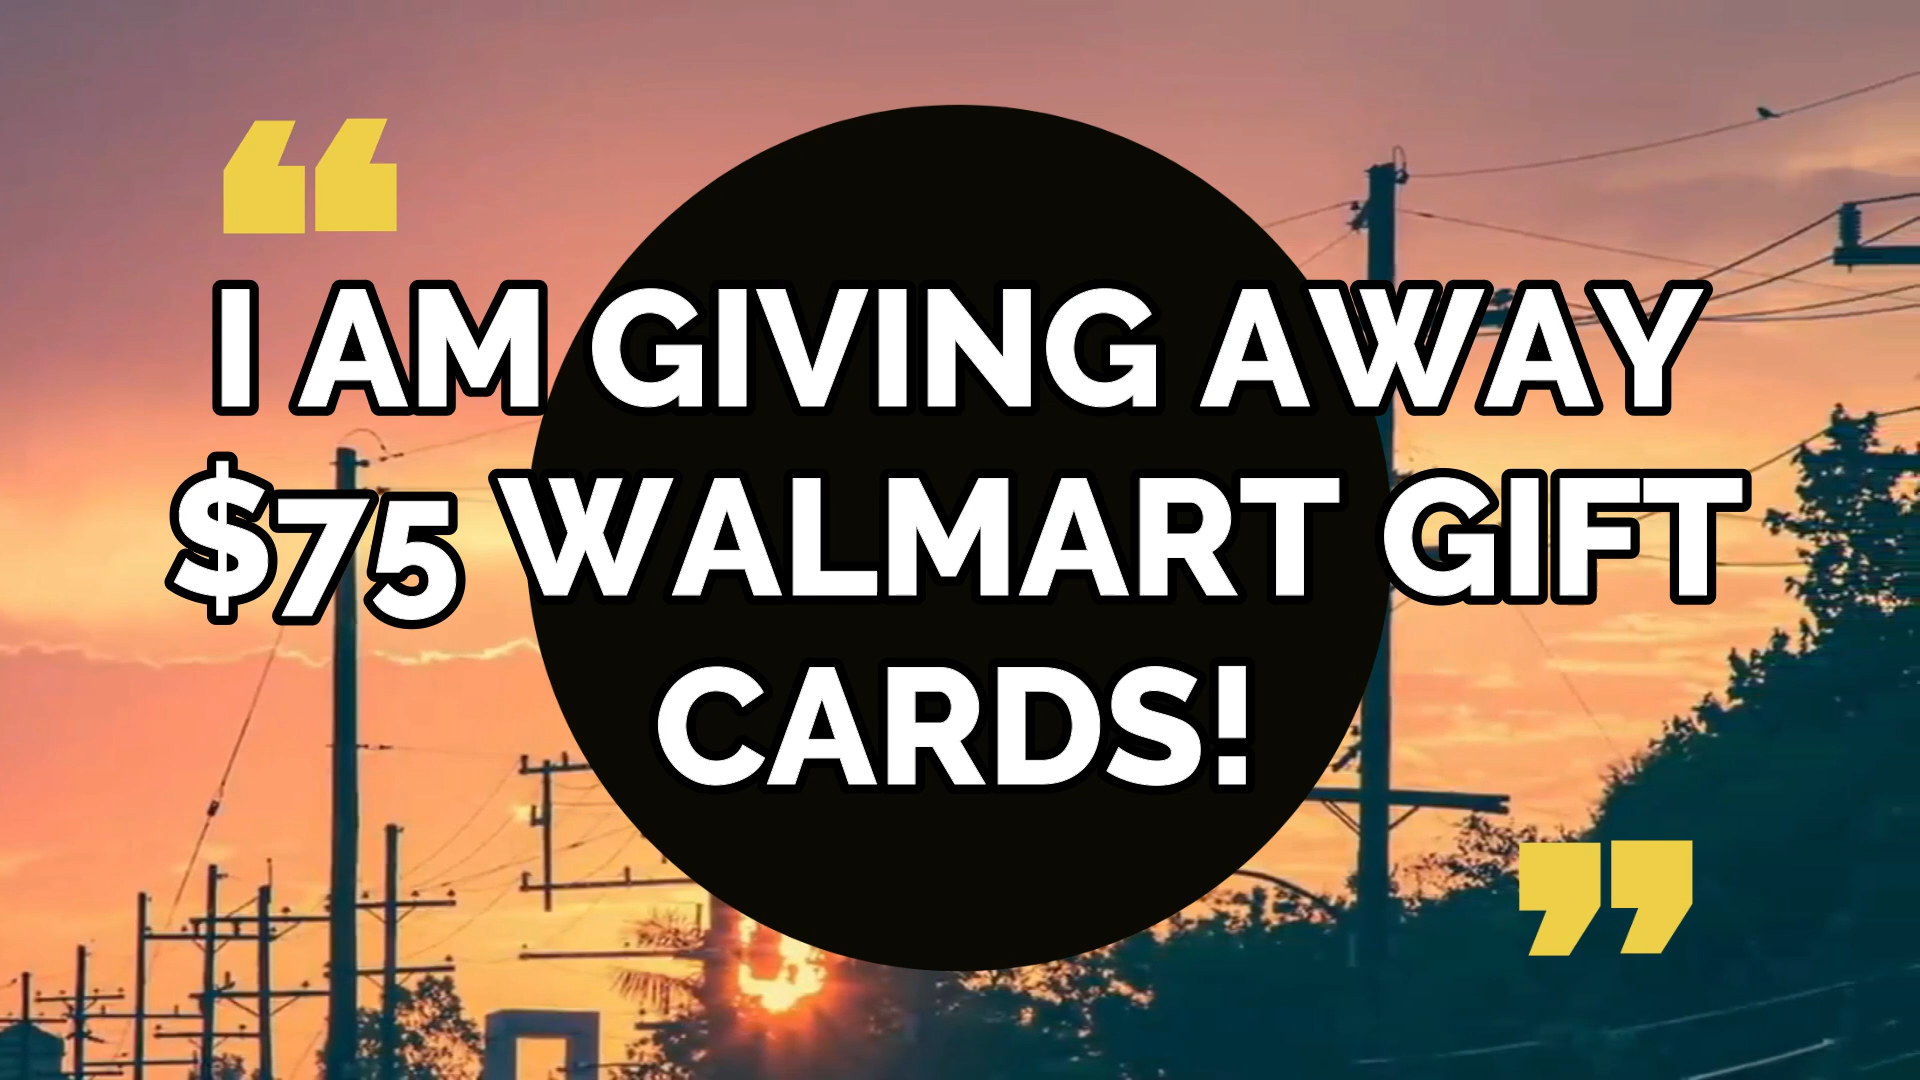 “
I AM GIVING AWAY
$75 WALMART GIFT
CARDS!
”